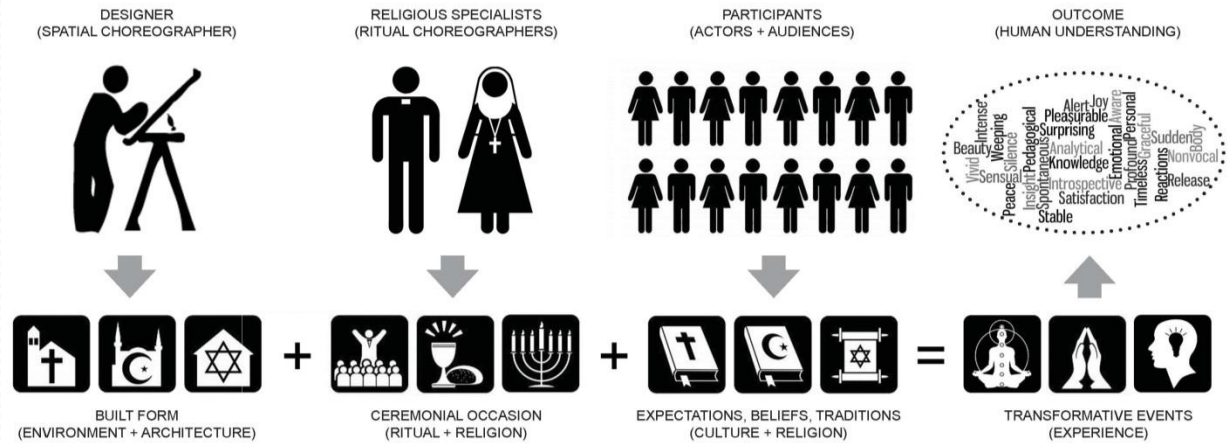 DESIGNER
(SPATIAL CHOREOGRAPHER)
RELIGIOUS SPECIALISTS
(RITUAL CHOREOGRAPHERS)
PARTICIPANTS
(ACTORS + AUDIENCES)
OUTCOME
(HUMAN UNDERSTANDING)
Beauty
Intense
Vivid
Weeping
Sensual
Silence
Peace
Pedagogical
Insight
Spontaneous
Alert
Joy
Pleasurable
Surprising
Analytical
Knowledge
Introspective
Satisfaction
Stable
Aware
Emotional
Personal
Profound
Graceful
Timeless
Sudden
Body
Nonvocal
Reactions
Release
+
+
=
BUILT FORM
(ENVIRONMENT + ARCHITECTURE)
CEREMONIAL OCCASION
(RITUAL + RELIGION)
EXPECTATIONS, BELIEFS, TRADITIONS
(CULTURE + RELIGION)
TRANSFORMATIVE EVENTS
(EXPERIENCE)